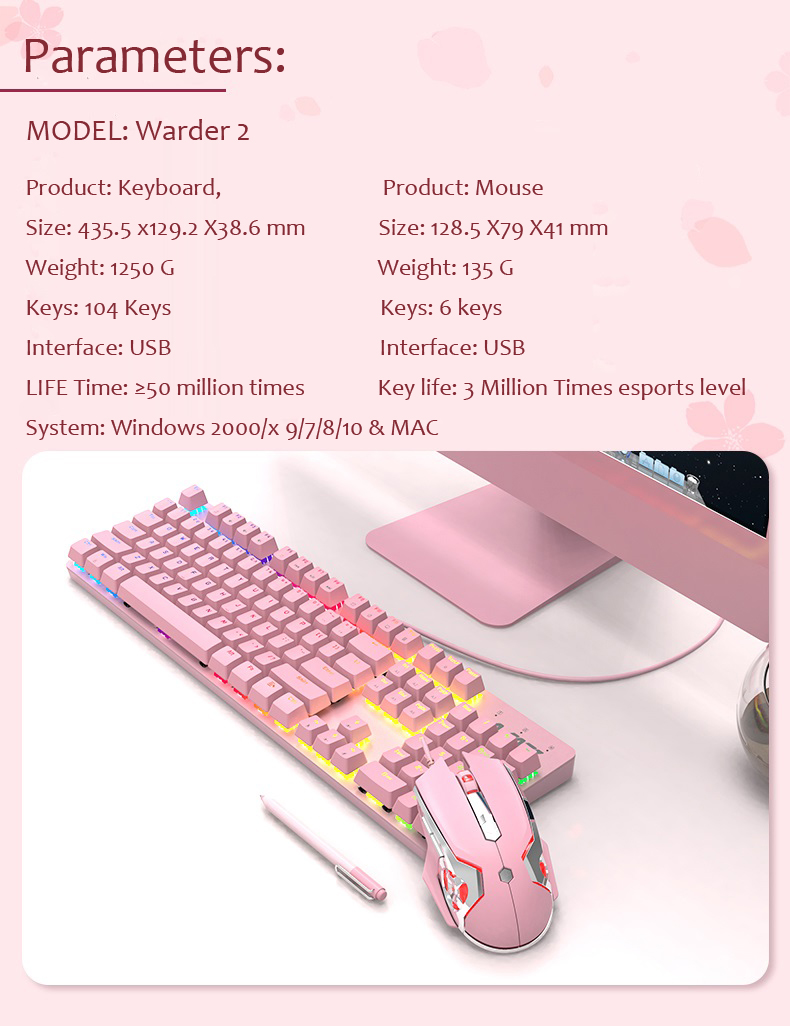 Parameters:
MODEL: Warder 2
Product: Keyboard,
Size: 435.5 x129.2 X38.6 mm
Weight: 1250 G
Keys: 104 Keys
Interface: USB
LIFE Time: ≥50 million times
Product: Mouse
Size: 128.5 X79 X41 mm
Weight: 135 G
Keys: 6 keys
Interface: USB
Key life: 3 Million Times esports level
System: Windows 2000/x 9/7/8/10 & MAC